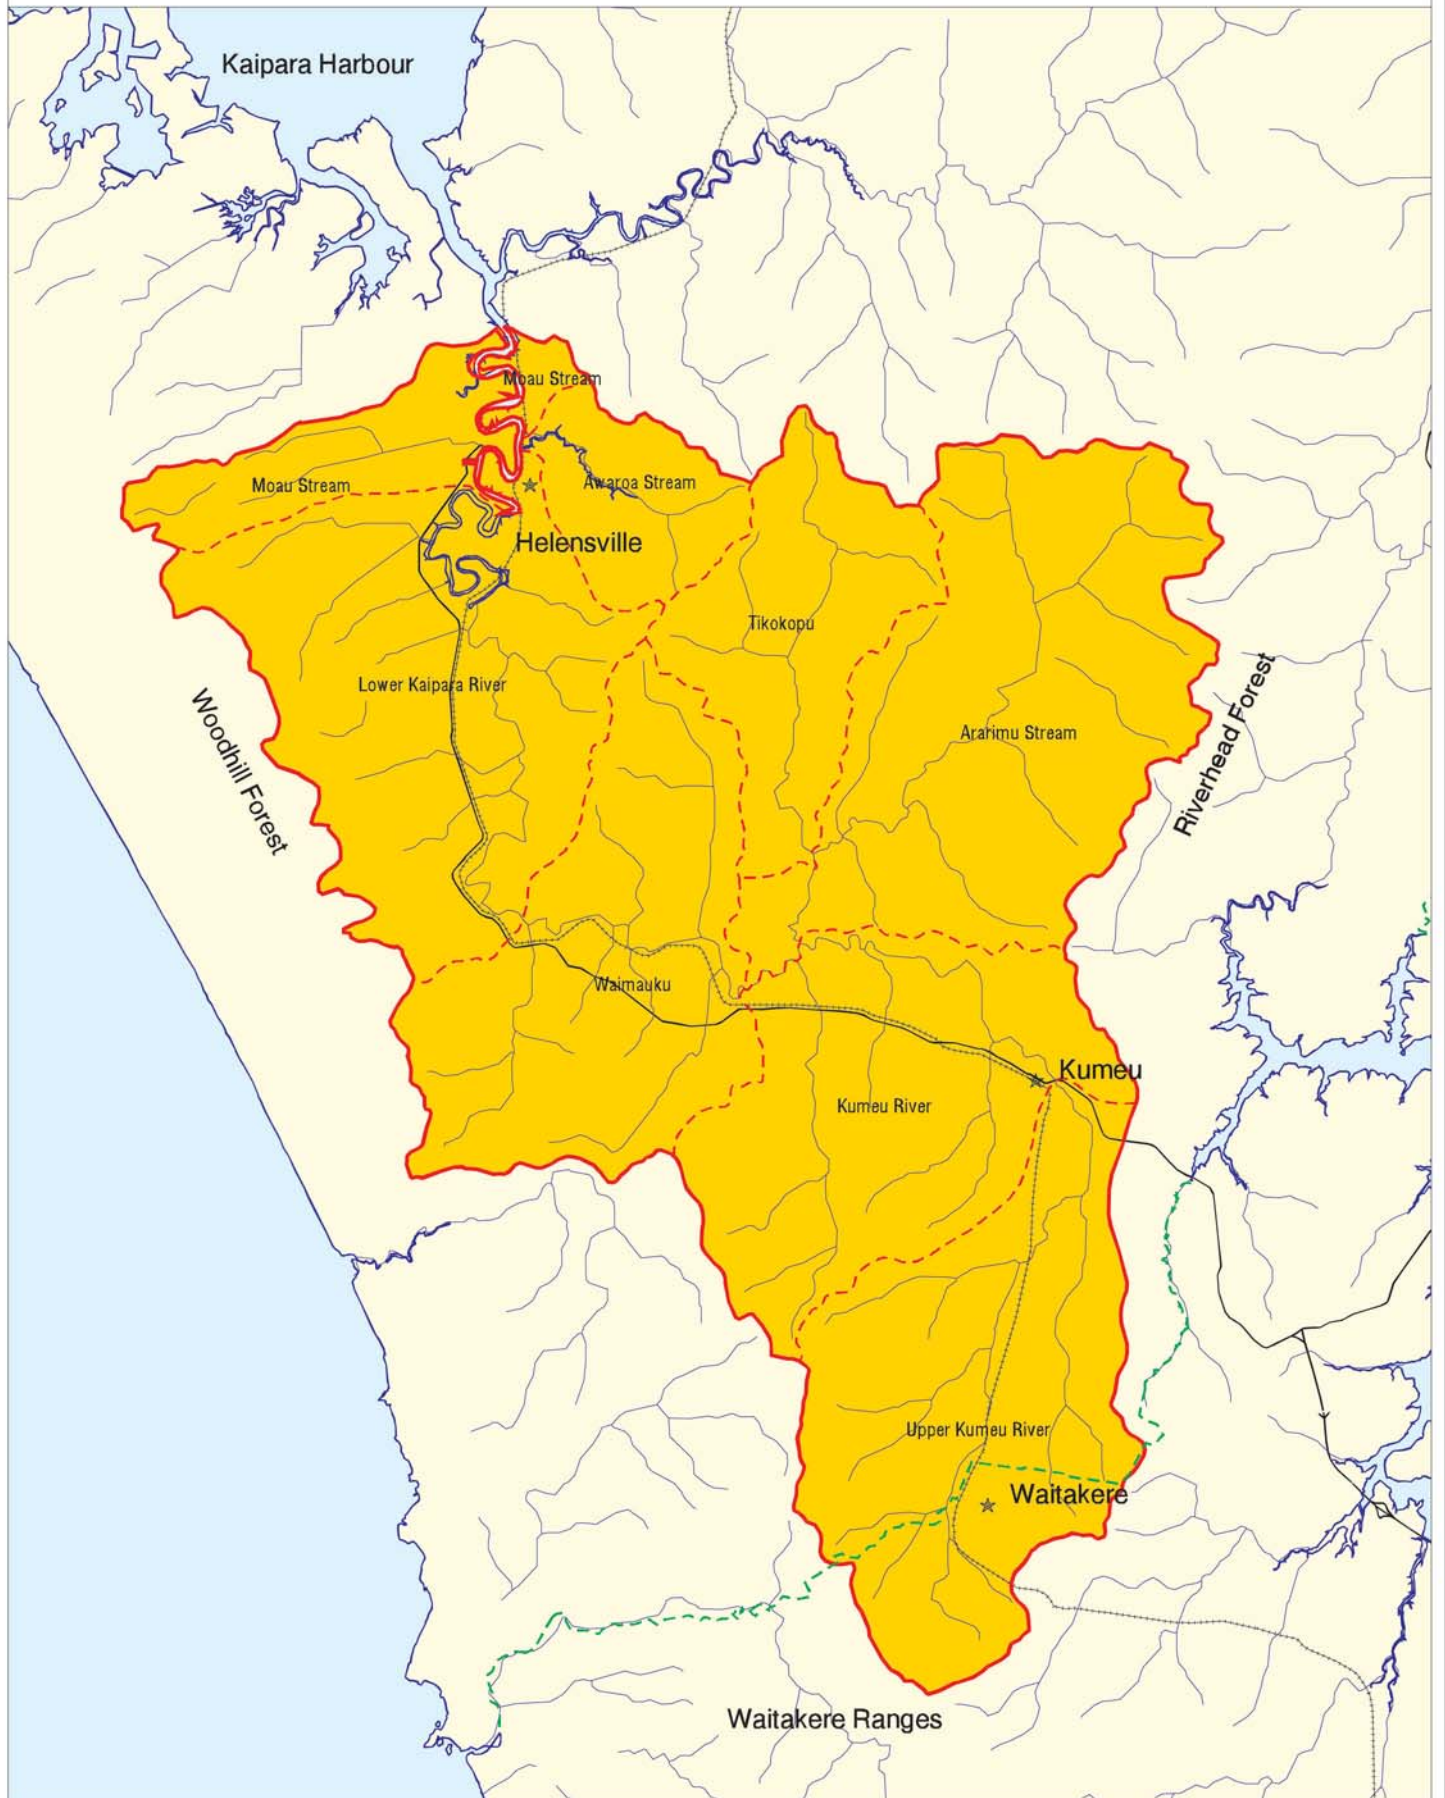 Kaipara Harbour
Moau Stream
Moau Stream
Awaroa Stream
Helensville
Tikokopu
Lower Kaipara River
Woodhill Forest
Riverhead Forest
Ararimu Stream
Waimauku
Kumeu
Kumeu River
Upper Kumeu River
Waitakere
Waitakere Ranges